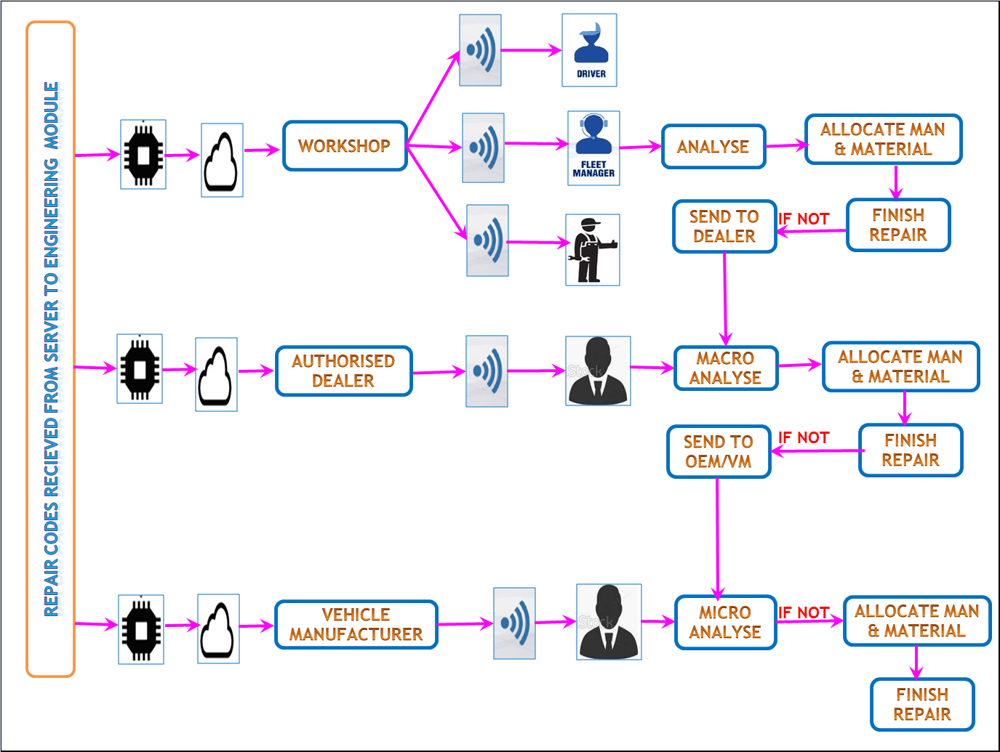 REPAIR CODES RECIEVED FROM SERVER TO ENGINEERING MODULE
DRIVER
WORKSHOP
FLEET
MANAGER
ANALYSE
ALLOCATE MAN
& MATERIAL
SEND TO
DEALER
IF NOT
FINISH
REPAIR
AUTHORISED
DEALER
Stock
MACRO
ANALYSE
ALLOCATE MAN
& MATERIAL
SEND TO
OEM/VM
IF NOT
FINISH
REPAIR
VEHICLE
MANUFACTURER
Stock
MICRO
ANALYSE
IF NOT
ALLOCATE MAN
& MATERIAL
FINISH
REPAIR